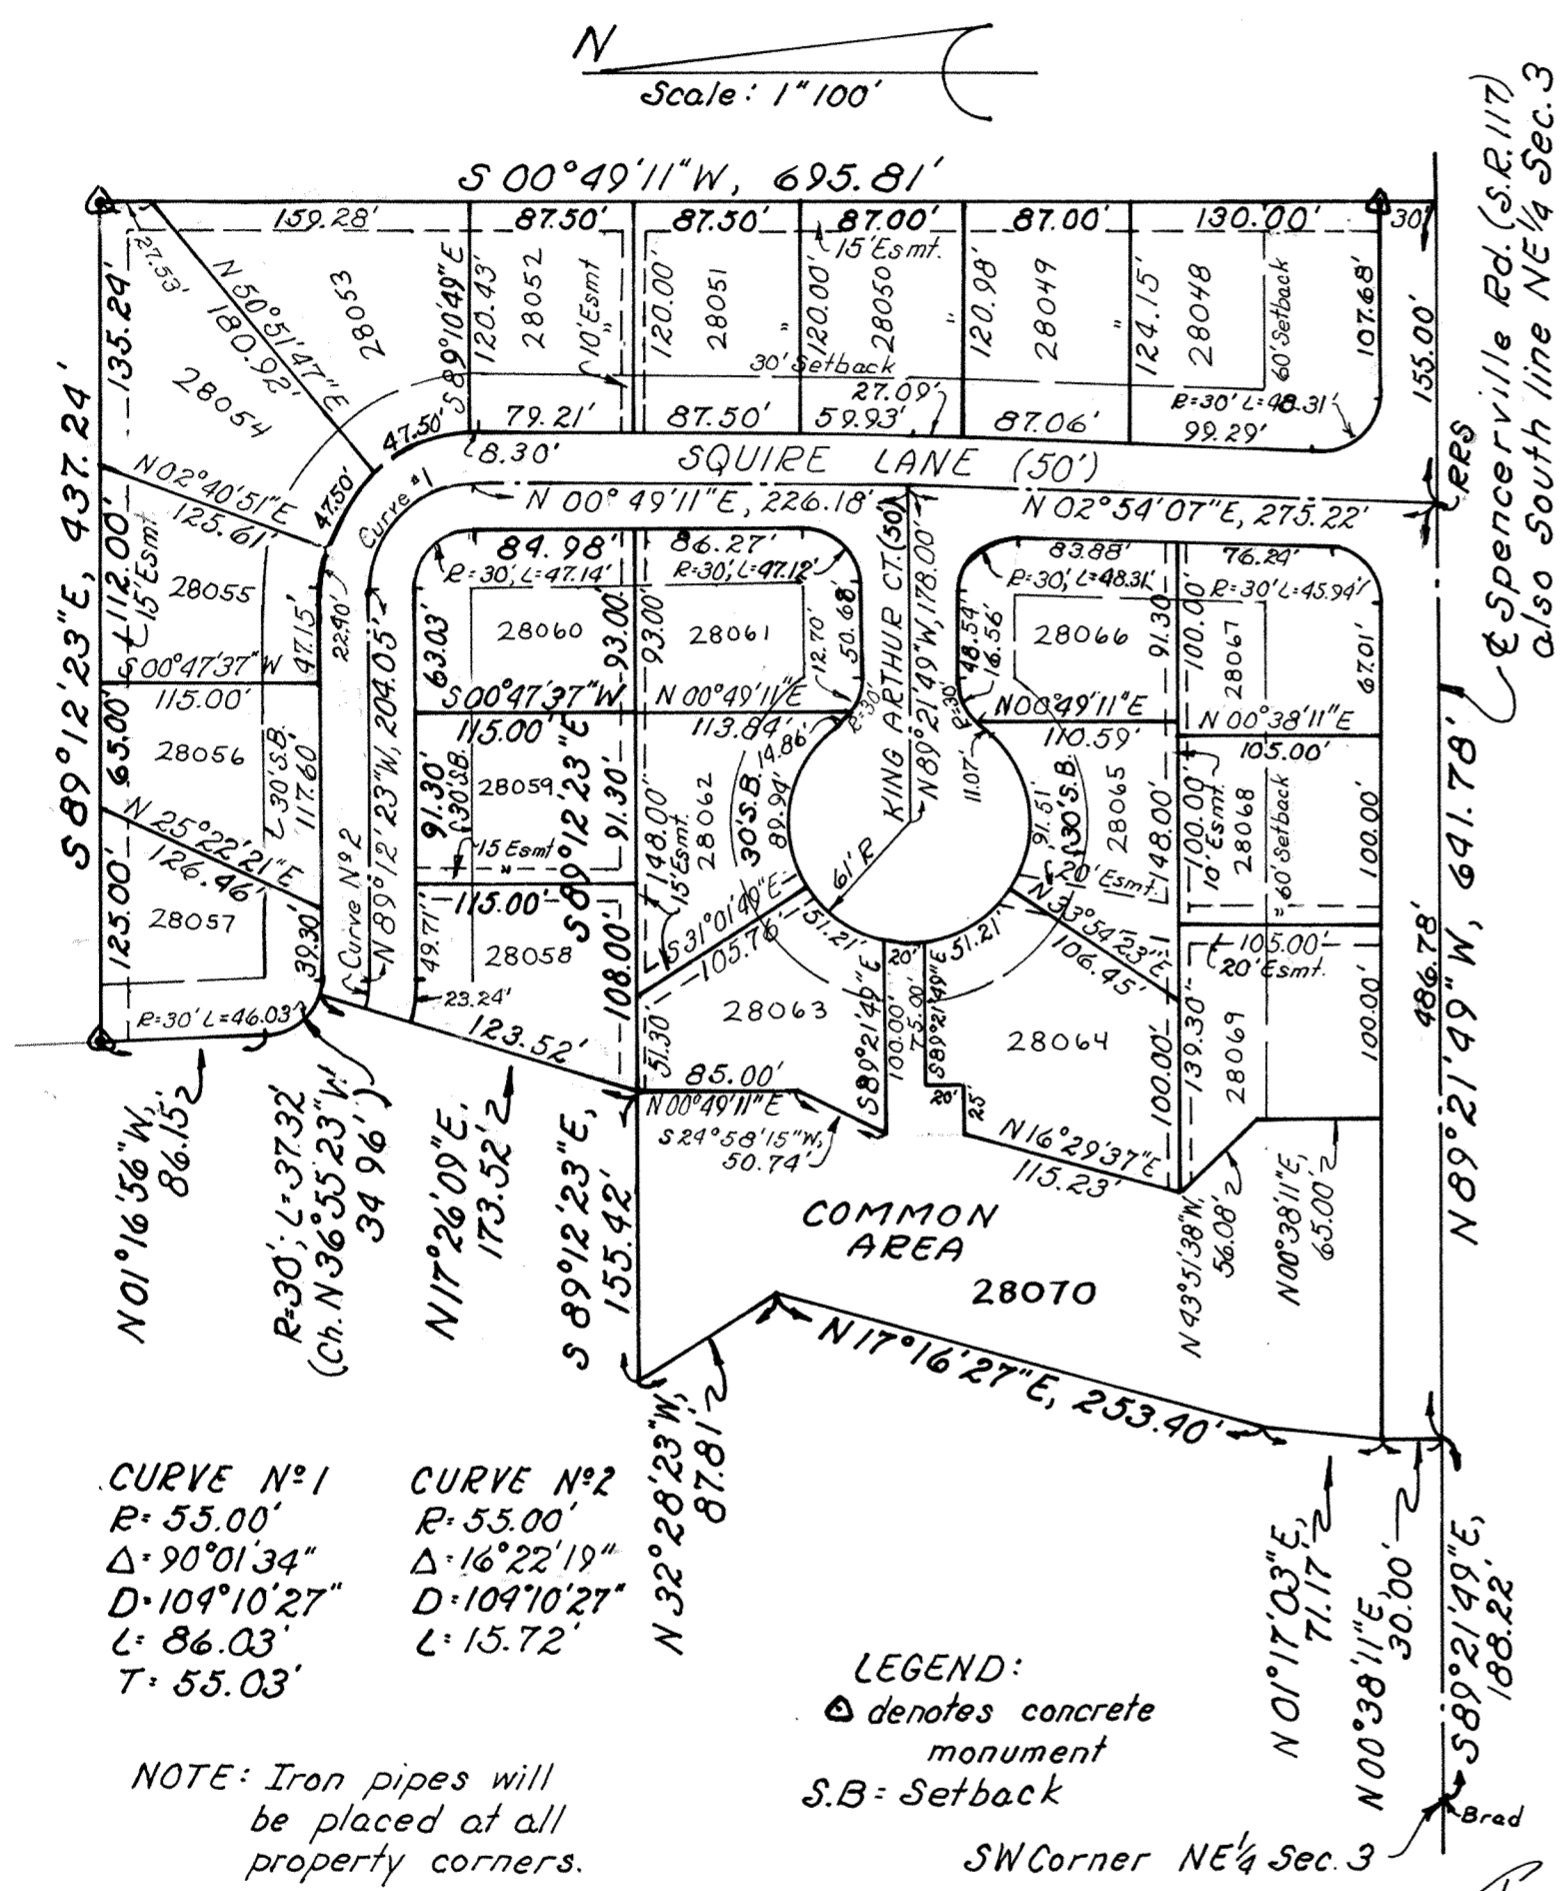 N
Scale: 1"100'
S 00°49'11"W, 695.81'
℄ Spencerville Rd. (S.R.117)
also South line NE¼ Sec.3
159.28'
87.50'
87.50'
87.00'
87.00'
130.00'
30'
27.53'
135.24'
N 50°51'47"E
180.92'
28053
28054
S 89°10'49"E
120.43'
28052
10' Esmt
"
120.00'
28051
"
120.00'
28050
15' Esmt.
"
120.98'
28049
"
124.15'
28048
60' Setback
107.68'
155.00'
30' Setback
27.09'
R=30' L=48.31'
47.50'
79.21'
87.50'
59.93'
87.06'
99.29'
8.30'
SQUIRE LANE (50')
RRS
S 89°12'23"E, 437.24'
N 02°40'51"E
125.61'
47.50'
Curve #1
N 00°49'11"E, 226.18'
N 02°54'07"E, 275.22'
112.00'
15' Esmt
28055
47.15'
22.40'
84.98'
R=30', L=47.14'
86.27'
R=30', L=47.12'
KING ARTHUR CT. (50')
N89°21'49"W, 178.00'
83.88'
R=30', L=48.31'
76.24'
R=30' L=45.94'
63.03'
28060
93.00'
93.00'
28061
12.70'
50.68'
48.54'
16.56'
28066
91.30'
100.00'
28067
67.01'
S 00°47'37"W
115.00'
S00°47'37"W
115.00'
N 00°49'11"E
113.84'
R=30'
R=30'
N00°49'11"E
110.59'
N 00°38'11"E
105.00'
65.00'
28056
30' S.B.
117.60'
N 89°12'23"W, 204.05'
91.30'
30' S.B.
28059
S 89°12'23"E
91.30'
148.00'
15' Esmt.
28062
30' S.B.
14.86'
89.94'
11.07'
61' R
91.51'
30' S.B.
28065
148.00'
20' Esmt.
100.00'
10' Esmt.
28068
= 60' Setback
100.00'
N 25°22'21"E
126.46'
15 Esmt
"
125.00'
28057
39.30'
Curve Nº 2
49.71'
115.00'
28058
108.00'
S31°01'40"E
105.76'
51.21'
20'
51.21'
N 33°54'23"E
106.45'
105.00'
20' Esmt.
R=30' L=46.03'
23.24'
123.52'
51.30'
28063
S89°21'49"E
100.00'
75.00'
S89°21'49"E
28064
100.00'
139.30'
28069
100.00'
486.78'
N 89°21'49"W, 641.78'
85.00'
N 00°49'11"E
S 24°58'15"W,
50.74'
20'
25'
N16°29'37"E
115.23'
N01°16'56"W,
86.15'
R=30'; L=37.32'
(Ch. N36°55'23"W
34 96')
N17°26'09"E.
173.52'
S 89°12'23"E,
155.42'
COMMON
AREA
28070
N 43°51'38"W,
56.08'
N00°38'11"E,
65.00'
N 17°16'27"E, 253.40'
N 32°28'23"W,
87.81'
N 01°17'03"E,
71.17'
N 00°38'11"E,
30.00'
S89°21'49"E,
188.22'
CURVE Nº1
R= 55.00'
Δ= 90°01'34"
D= 104°10'27"
L= 86.03'
T= 55.03'
CURVE Nº2
R= 55.00'
Δ= 16°22'19"
D= 104°10'27"
L= 15.72'
LEGEND:
denotes concrete
monument
S.B = Setback
NOTE: Iron pipes will
be placed at all
property corners.
Brad
SW Corner NE¼ Sec. 3